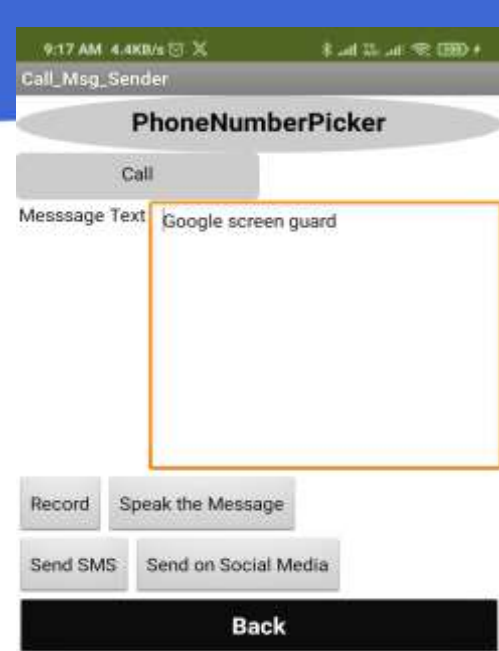 9:17 AM 4.4KB/s
Call_Msg_Sender
PhoneNumberPicker
Call
Messsage Text
Google screen guard
Record Speak the Message
Send SMS Send on Social Media
Back